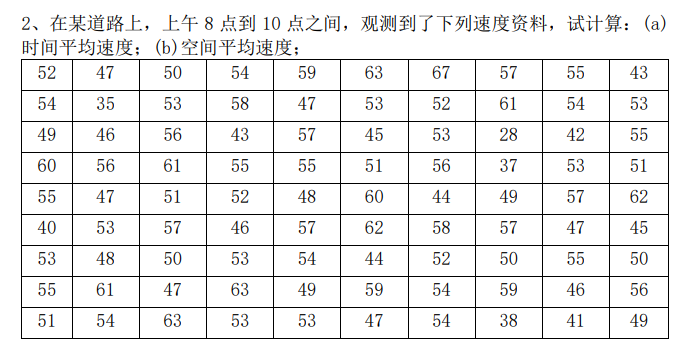 2、在某道路上，上午 8 点到 10 点之间，观测到了下列速度资料，试计算：(a)
时间平均速度；(b)空间平均速度；
52 47 50 54 59 63 67 57 55 43
54 35 53 58 47 53 52 61 54 53
49 46 56 43 57 45 53 28 42 55
60 56 61 55 55 51 56 37 53 51
55 47 51 52 48 60 44 49 57 62
40 53 57 46 57 62 58 57 47 45
53 48 50 53 54 44 52 50 55 50
55 61 47 63 49 59 54 59 46 56
51 54 63 53 53 47 54 38 41 49